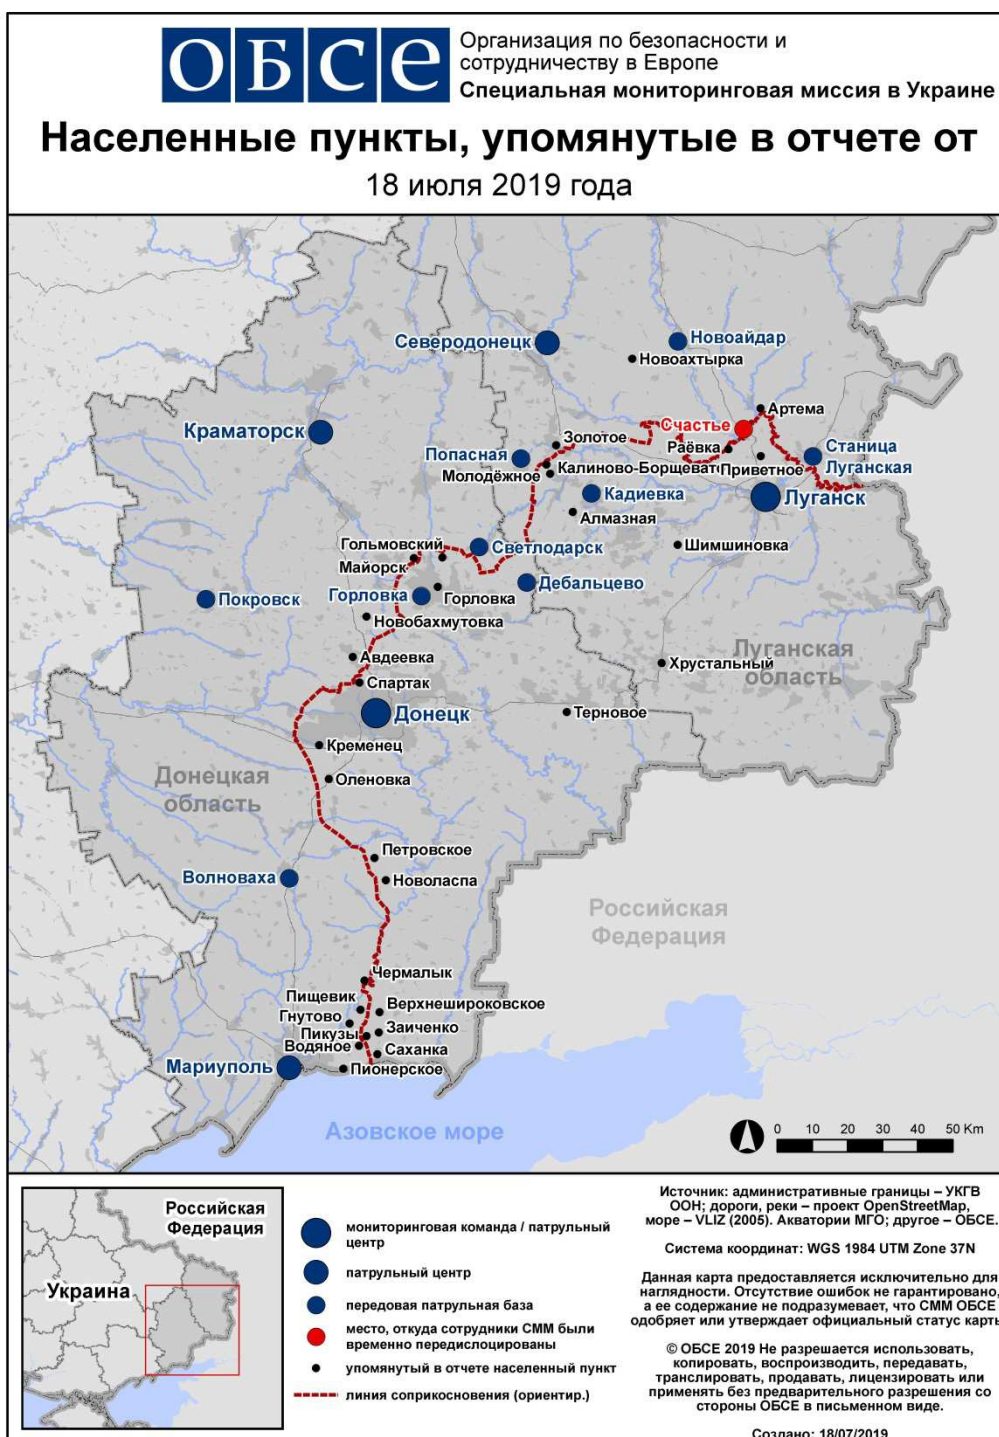 ОБСЕ
Организация по безопасности и
сотрудничеству в Европе
Специальная мониторинговая миссия в Украине
Населенные пункты, упомянутые в отчете от
18 июля 2019 года
Северодонецк
Новоайдар
Новоахтырка
Артема
Краматорск
Счастье
Золотое
Раёвка
Станица
Луганская
Попасная
Калиново-Борщеват
Приветное
Молодёжное
Кадиевка
Луганск
Алмазная
Гольмовский
Светлодарск
Шимшиновка
Майорск
Дебальцево
Покровск
Горловка
Горловка
Новобахмутовка
Авдеевка
Луганская
область
Хрустальный
Спартак
Донецк
Терновое
Кременец
Донецкая
область
Оленовка
Петровское
Волноваха
Новоласпа
Российская
Федерация
Чермалык
Пищевик
Верхнешироковское
Гнутово
Пикузы
Заиченко
Водяное
Саханка
Мариуполь
Пионерское
Азовское море
0 10 20 30 40 50 Km
Российская
Федерация
Украина
мониторинговая команда / патрульный
центр
патрульный центр
передовая патрульная база
место, откуда сотрудники СММ были
временно передислоцированы
упомянутый в отчете населенный пункт
линия соприкосновения (ориентир.)
Источник: административные границы – УКГВ
ООН; дороги, реки – проект OpenStreetMap,
море – VLIZ (2005). Акватории МГО; другое – ОБСЕ.
Система координат: WGS 1984 UTM Zone 37N
Данная карта предоставляется исключительно для
наглядности. Отсутствие ошибок не гарантировано,
а ее содержание не подразумевает, что СММ ОБСЕ
одобряет или утверждает официальный статус карты
© ОБСЕ 2019 Не разрешается использовать,
копировать, воспроизводить, передавать,
транслировать, продавать, лицензировать или
применять без предварительного разрешения со
стороны ОБСЕ в письменном виде.
Создано: 18/07/2019